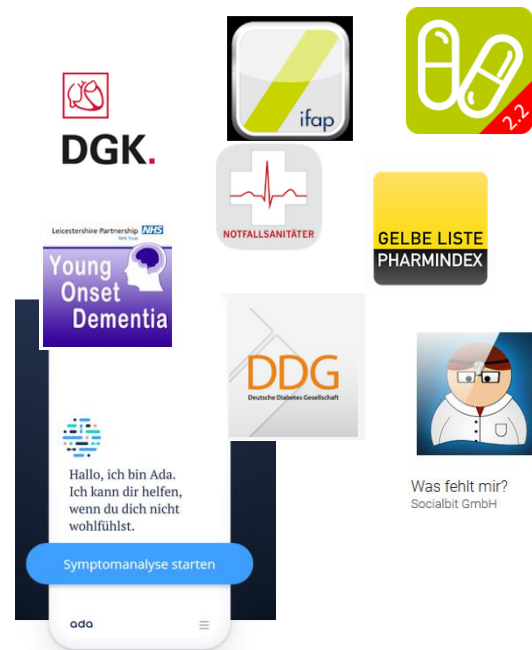 ifap
2.2
DGK.
NOTFALLSANITÄTER
GELBE LISTE
PHARMINDEX
Leicestershire Partnership NHS
NHS Trust
Young
Onset
Dementia
DDG
Deutsche Diabetes Gesellschaft
Was fehlt mir?
Socialbit GmbH
Hallo, ich bin Ada.
Ich kann dir helfen,
wenn du dich nicht
wohlfühlst.
Symptomanalyse starten
ada